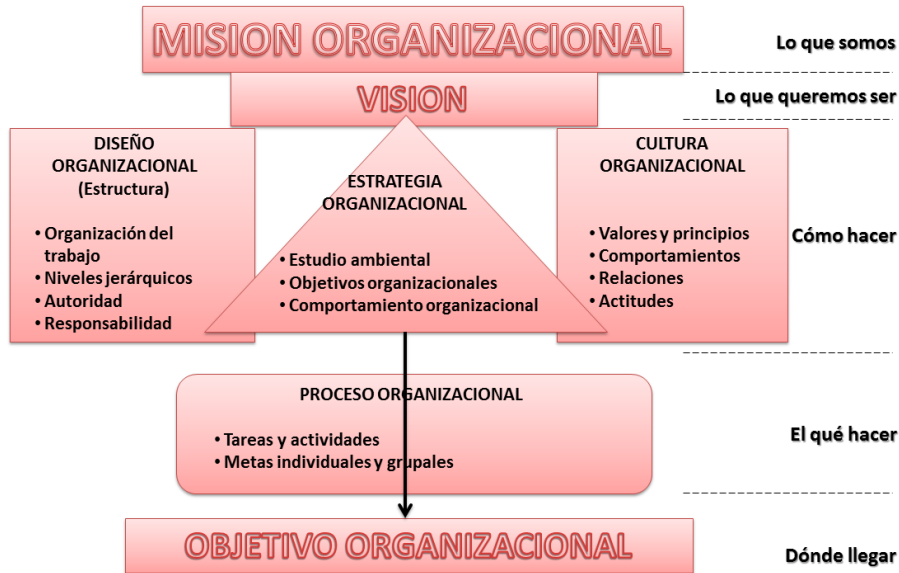 MISION ORGANIZACIONAL
Lo que somos
VISION
Lo que queremos ser
DISEÑO
ORGANIZACIONAL
(Estructura)
• Organización del
trabajo
• Niveles jerárquicos
• Autoridad
• Responsabilidad
ESTRATEGIA
ORGANIZACIONAL
• Estudio ambiental
• Objetivos organizacionales
• Comportamiento organizacional
CULTURA
ORGANIZACIONAL
• Valores y principios
• Comportamientos
• Relaciones
• Actitudes
Cómo hacer
PROCESO ORGANIZACIONAL
• Tareas y actividades
• Metas individuales y grupales
El qué hacer
OBJETIVO ORGANIZACIONAL
Dónde llegar